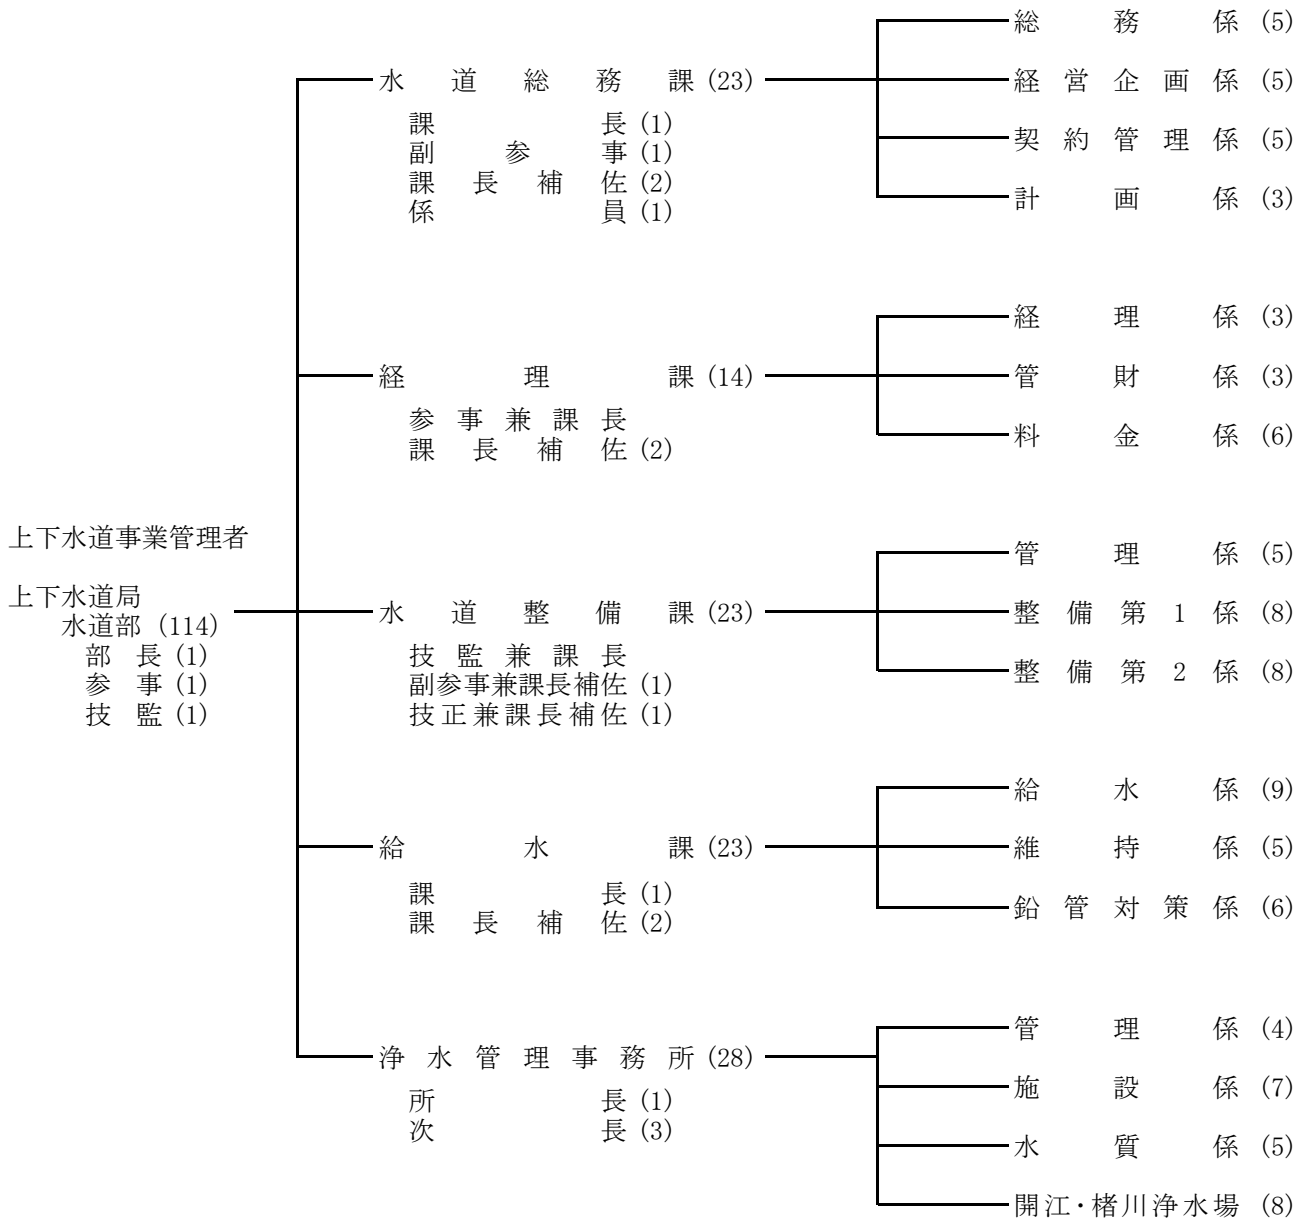 上下水道事業管理者
上下水道局
水道部 (114)
部長 (1)
参事 (1)
技監 (1)
水道総務課 (23)
課長 (1)
副参事 (1)
課長補佐 (2)
係員 (1)
総務係 (5)
経営企画係 (5)
契約管理係 (5)
計画係 (3)
経理課 (14)
参事兼課長
課長補佐 (2)
経理係 (3)
管財係 (3)
料金係 (6)
水道整備課 (23)
技監兼課長
副参事兼課長補佐 (1)
技正兼課長補佐 (1)
管理係 (5)
整備第1係 (8)
整備第2係 (8)
給水課 (23)
課長 (1)
課長補佐 (2)
給水係 (9)
維持係 (5)
鉛管対策係 (6)
浄水管理事務所 (28)
所長 (1)
次長 (3)
管理係 (4)
施設係 (7)
水質係 (5)
開江・楮川浄水場 (8)